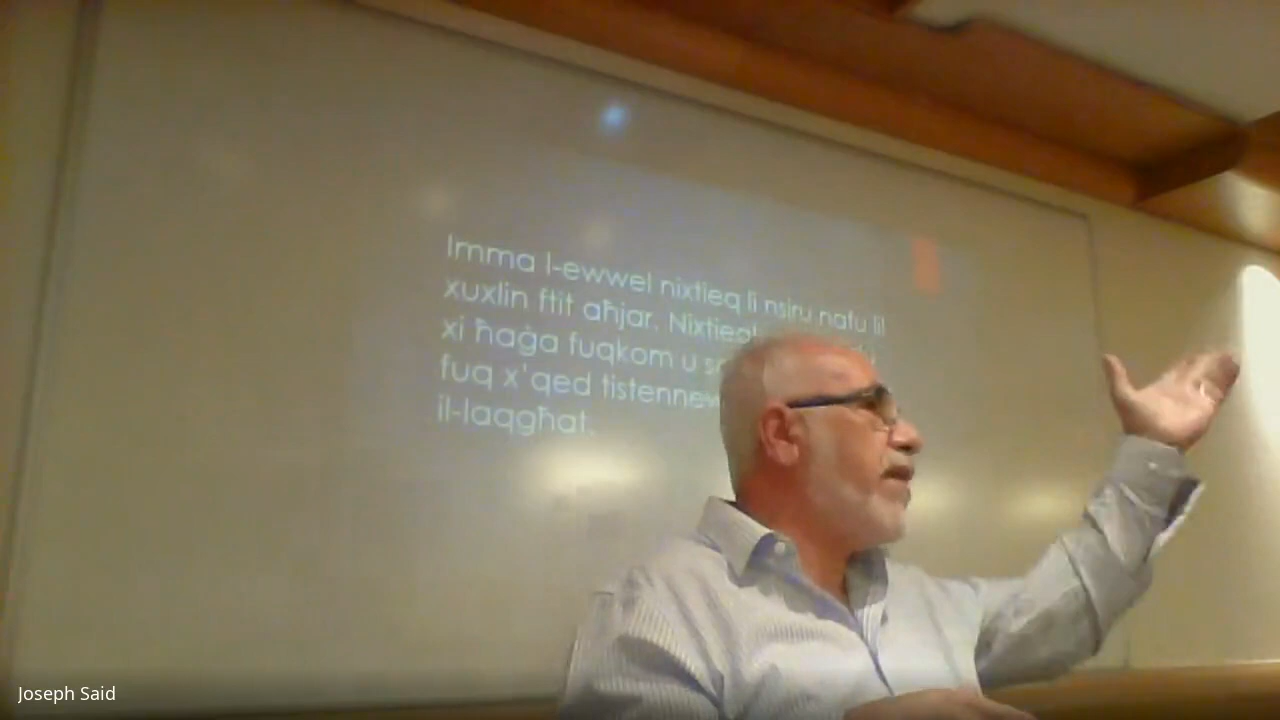 Imma l-ewwel nixtieq li nsiru nafu lil
xuxlin ftit aħjar. Nixtieq
xi ħaġa fuqkom u
fuq x'qed tistennew
il-laqgħat.
Joseph Said